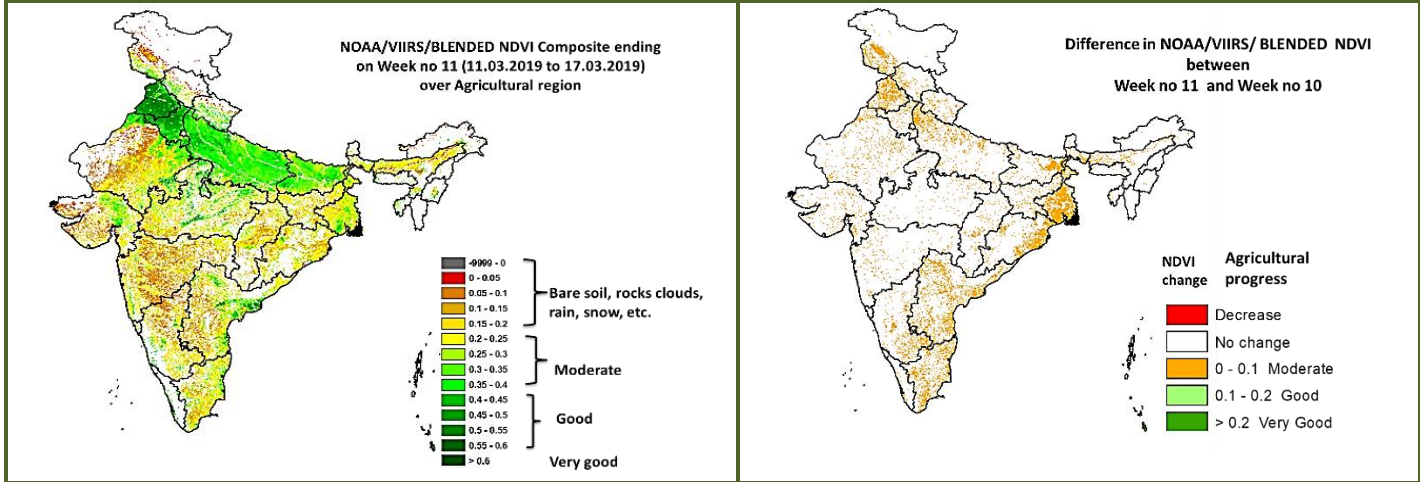 NOAA/VIIRS/BLENDED NDVI Composite ending
on Week no 11 (11.03.2019 to 17.03.2019)
over Agricultural region
-9999 - 0
0 - 0.05
0.05 - 0.1
0.1 - 0.15
0.15 - 0.2
0.2 - 0.25
0.25 - 0.3
0.3 - 0.35
0.35 - 0.4
0.4 - 0.45
0.45 - 0.5
0.5 - 0.55
0.55 - 0.6
> 0.6
Bare soil, rocks clouds,
rain, snow, etc.
Moderate
Good
Very good
Difference in NOAA/VIIRS/ BLENDED NDVI
between
Week no 11 and Week no 10
NDVI
change
Agricultural
progress
Decrease
No change
0 - 0.1 Moderate
0.1 - 0.2 Good
> 0.2 Very Good